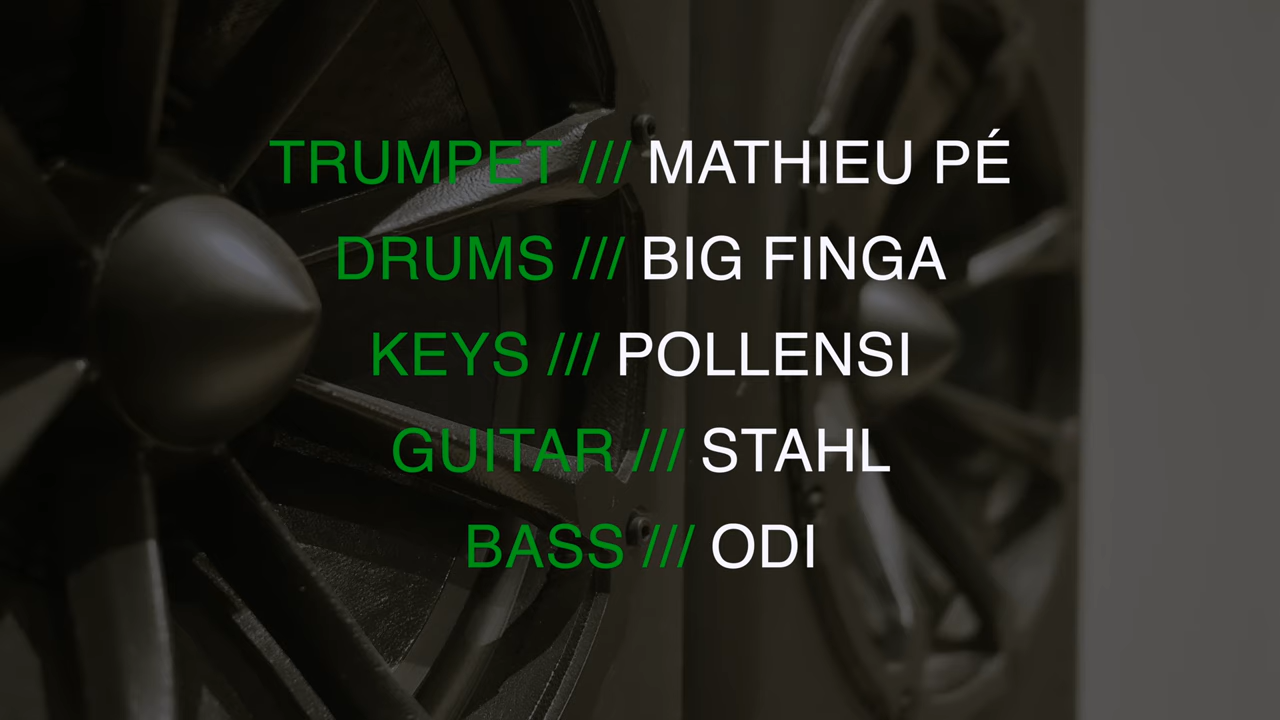 TRUMPET /// MATHIEU PÉ
DRUMS /// BIG FINGA
KEYS /// POLLENSI
GUITAR /// STAHL
BASS /// ODI